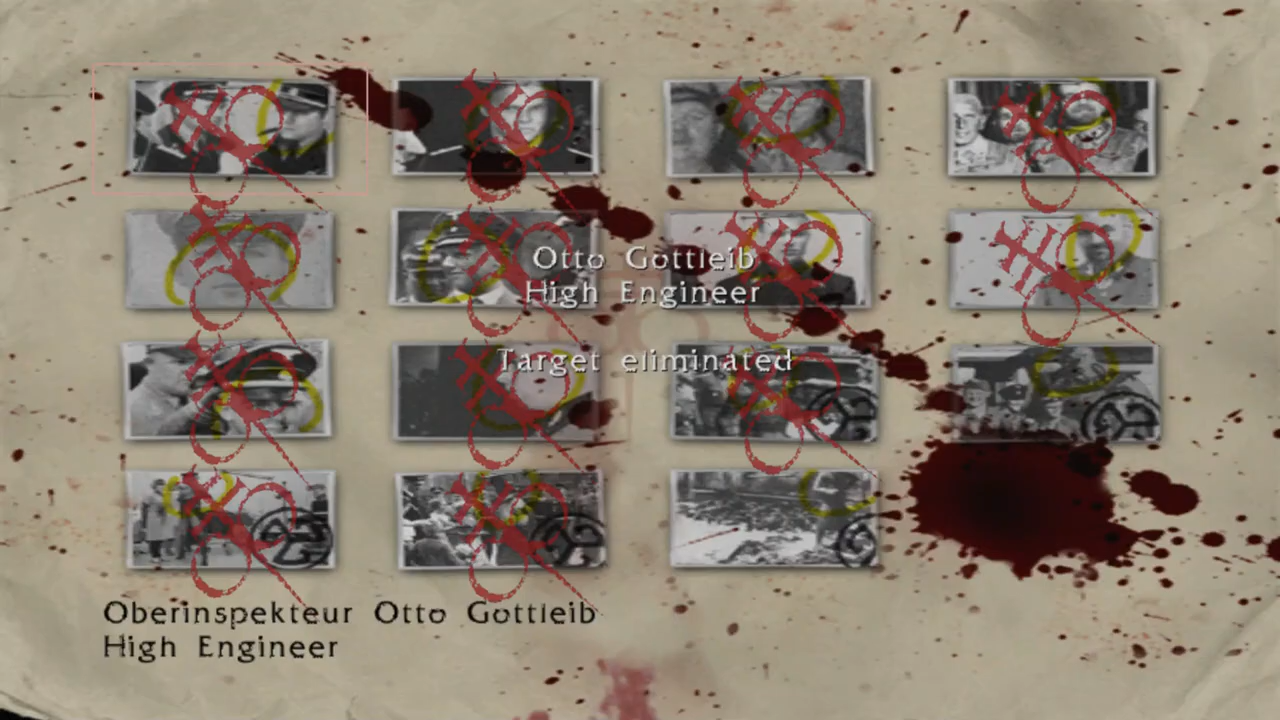 Otto Gottleib
High Engineer
Target eliminated
Oberinspekteur Otto Gottleib
High Engineer